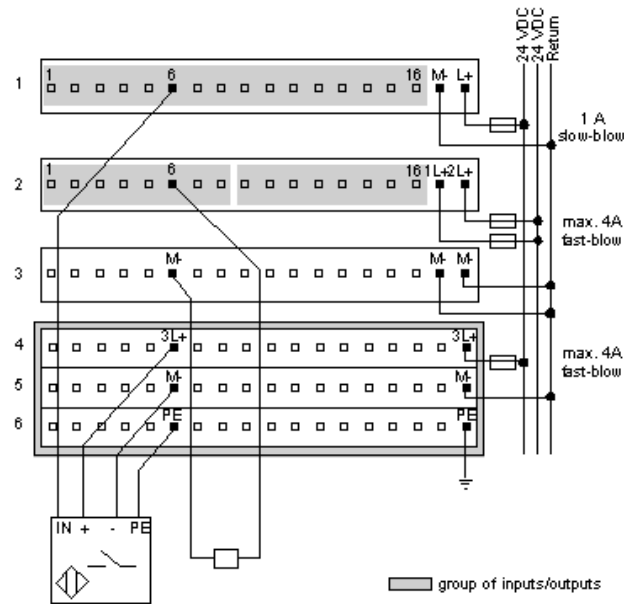 24 VDC
24 VDC
Return
1
1 6 16 M- L+
1 A
slow-blow
2
1 6 16 1L+ 2L+
max. 4A
fast-blow
3
M- M- M-
4
3L+ 3L+
max. 4A
fast-blow
5
M- M-
6
PE PE
IN + - PE
group of inputs/outputs